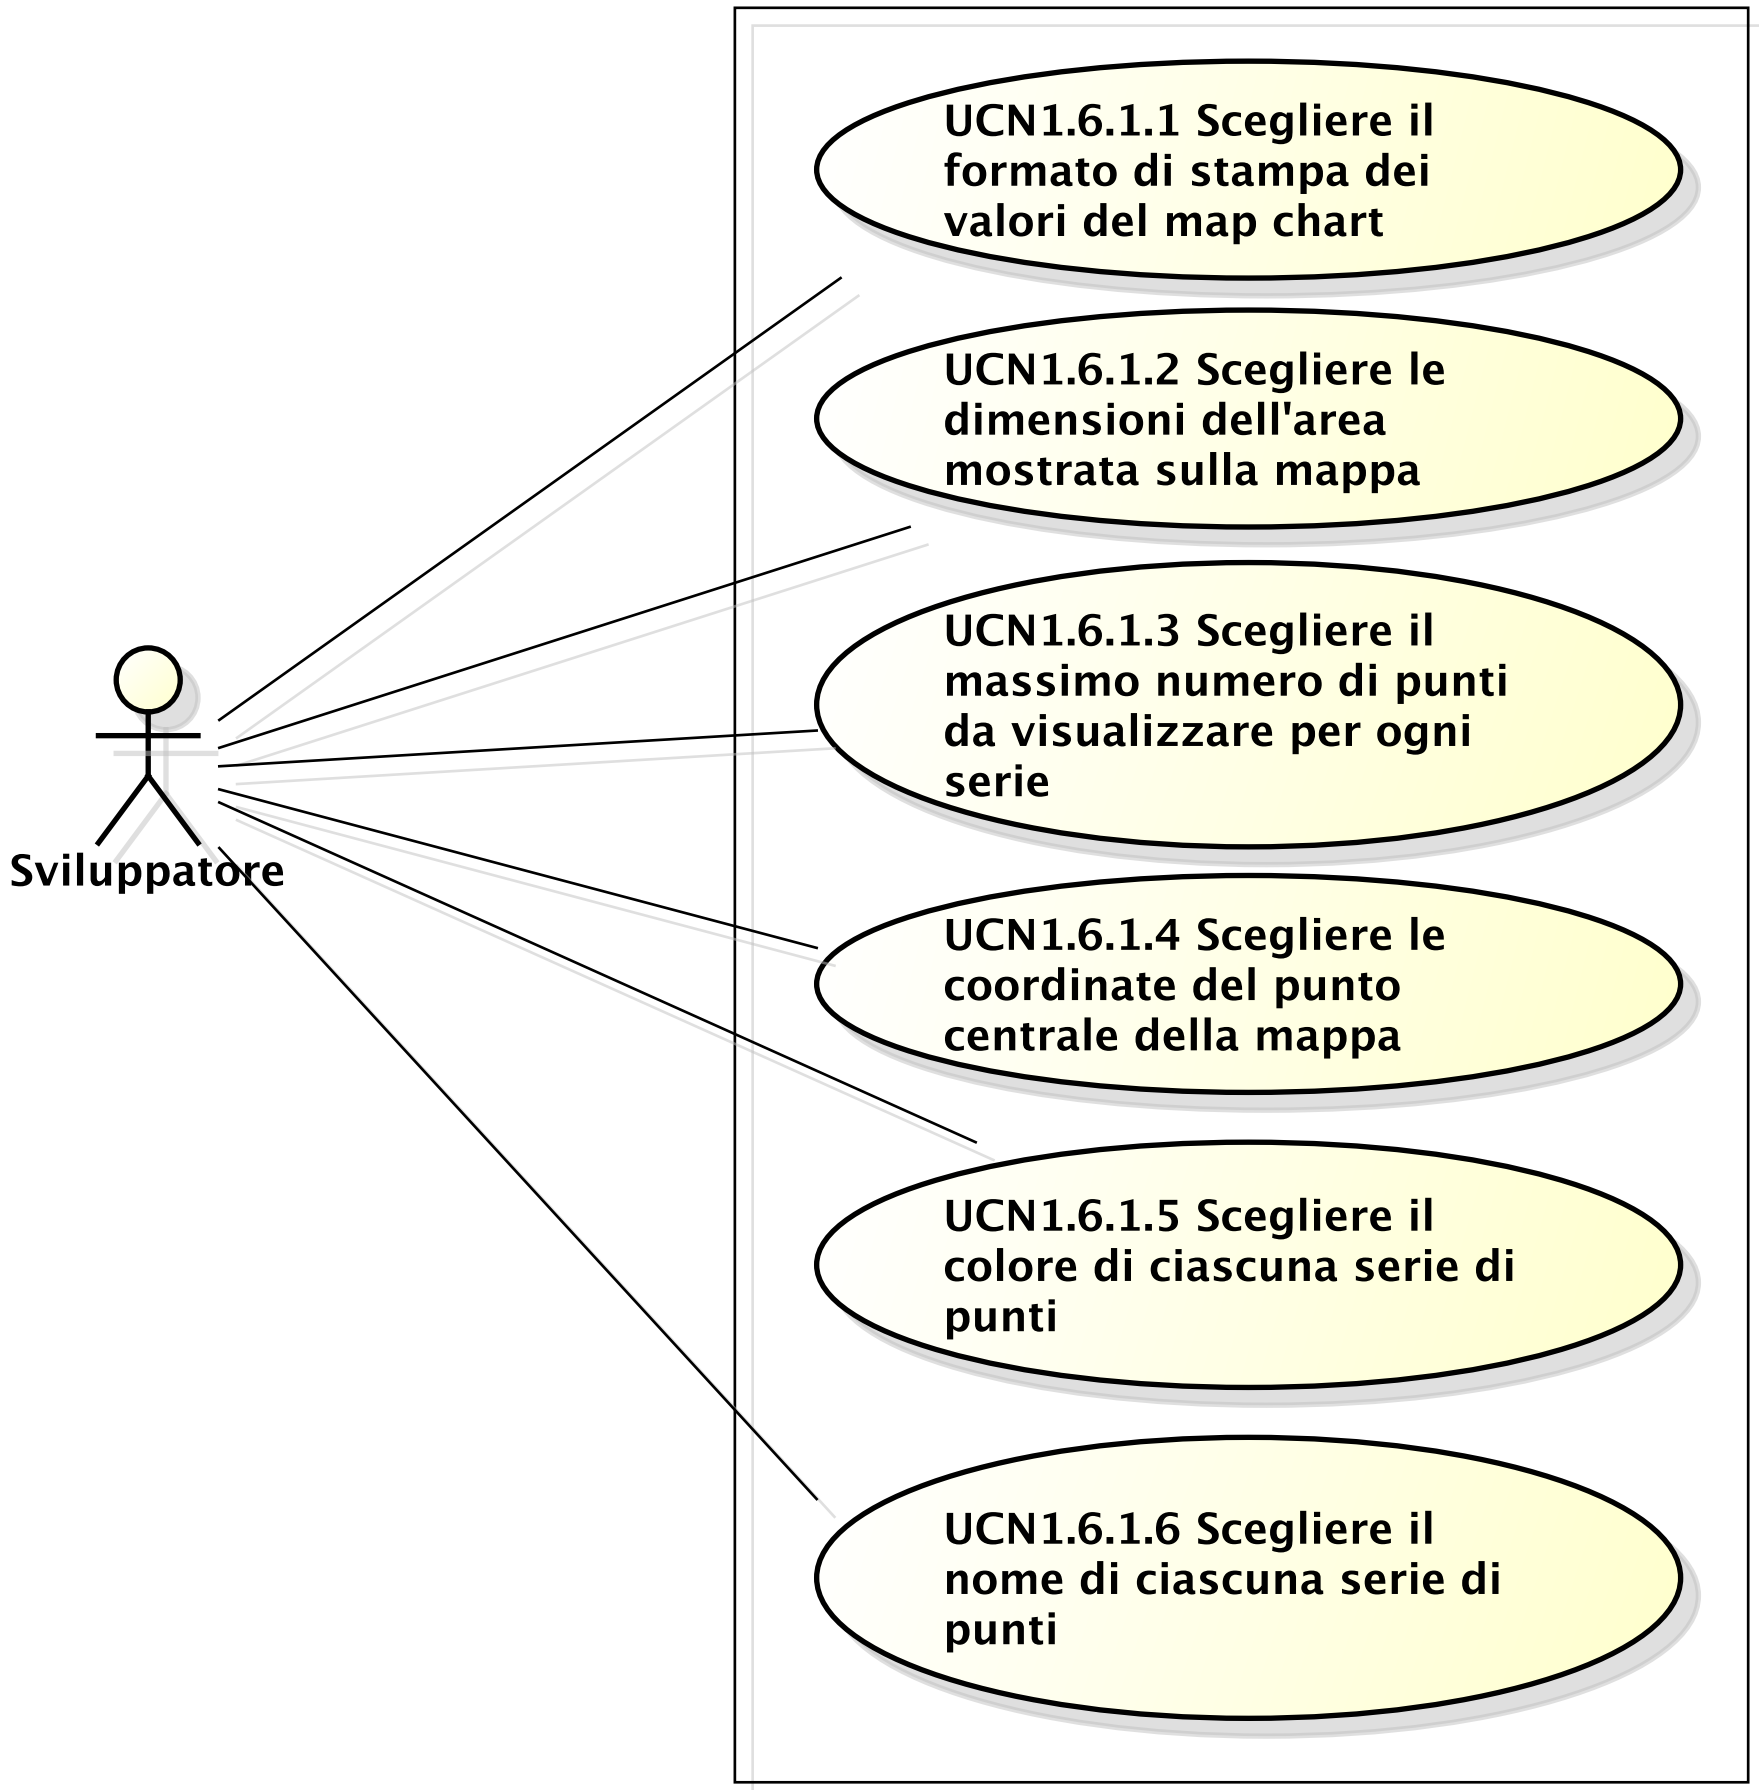 UCN1.6.1.1 Scegliere il
formato di stampa dei
valori del map chart
UCN1.6.1.2 Scegliere le
dimensioni dell'area
mostrata sulla mappa
UCN1.6.1.3 Scegliere il
massimo numero di punti
da visualizzare per ogni
serie
Sviluppatore
UCN1.6.1.4 Scegliere le
coordinate del punto
centrale della mappa
UCN1.6.1.5 Scegliere il
colore di ciascuna serie di
punti
UCN1.6.1.6 Scegliere il
nome di ciascuna serie di
punti